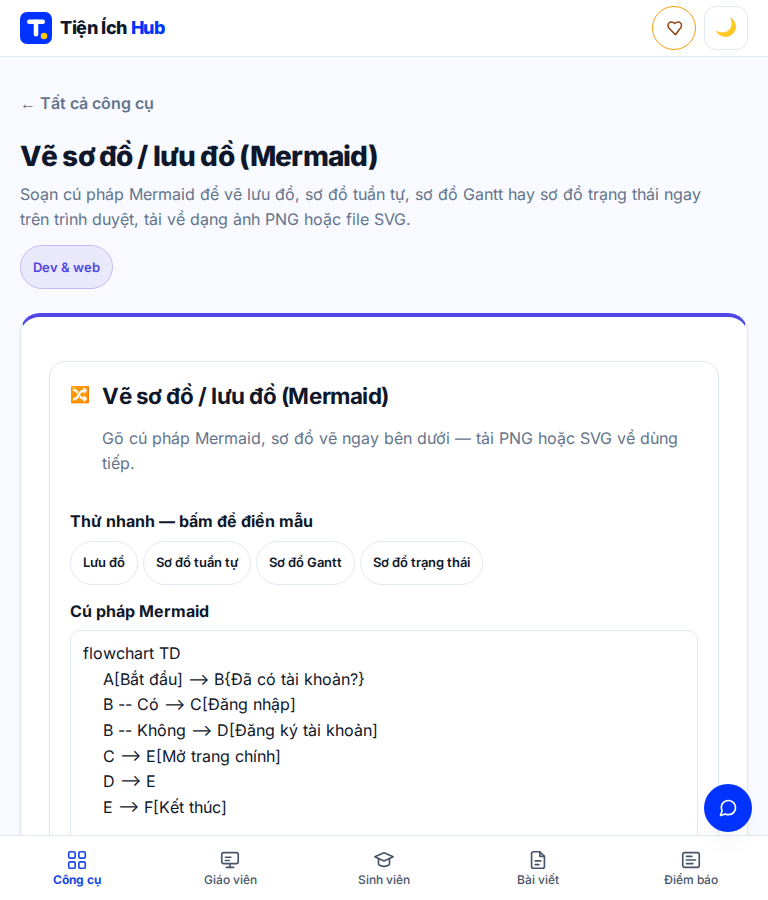 Tiện Ích Hub
← Tất cả công cụ
Vẽ sơ đồ / lưu đồ (Mermaid)
Soạn cú pháp Mermaid để vẽ lưu đồ, sơ đồ tuần tự, sơ đồ Gantt hay sơ đồ trạng thái ngay
trên trình duyệt, tải về dạng ảnh PNG hoặc file SVG.
Dev & web
Vẽ sơ đồ / lưu đồ (Mermaid)
Gõ cú pháp Mermaid, sơ đồ vẽ ngay bên dưới — tải PNG hoặc SVG về dùng
tiếp.
Thử nhanh — bấm để điền mẫu
Lưu đồ Sơ đồ tuần tự Sơ đồ Gantt Sơ đồ trạng thái
Cú pháp Mermaid
flowchart TD
A[Bắt đầu] --> B{Đã có tài khoản?}
B -- Có --> C[Đăng nhập]
B -- Không --> D[Đăng ký tài khoản]
C --> E[Mở trang chính]
D --> E
E --> F[Kết thúc]
Công cụ Giáo viên Sinh viên Bài viết Điểm báo